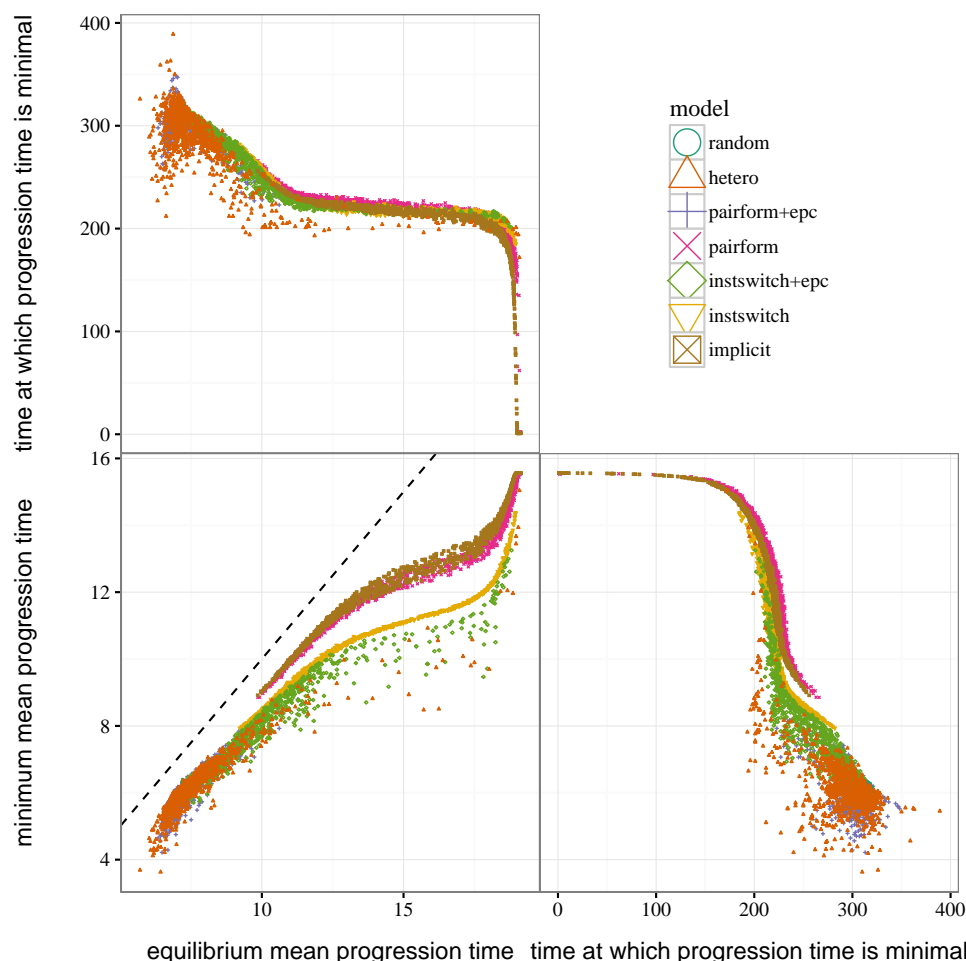 time at which progression time is minimal
400
300
200
100
0
model
random
hetero
pairform+epc
pairform
instswitch+epc
instswitch
implicit
minimum mean progression time
16
12
8
4
10
15
0
100
200
300
400
equilibrium mean progression time
time at which progression time is minimal